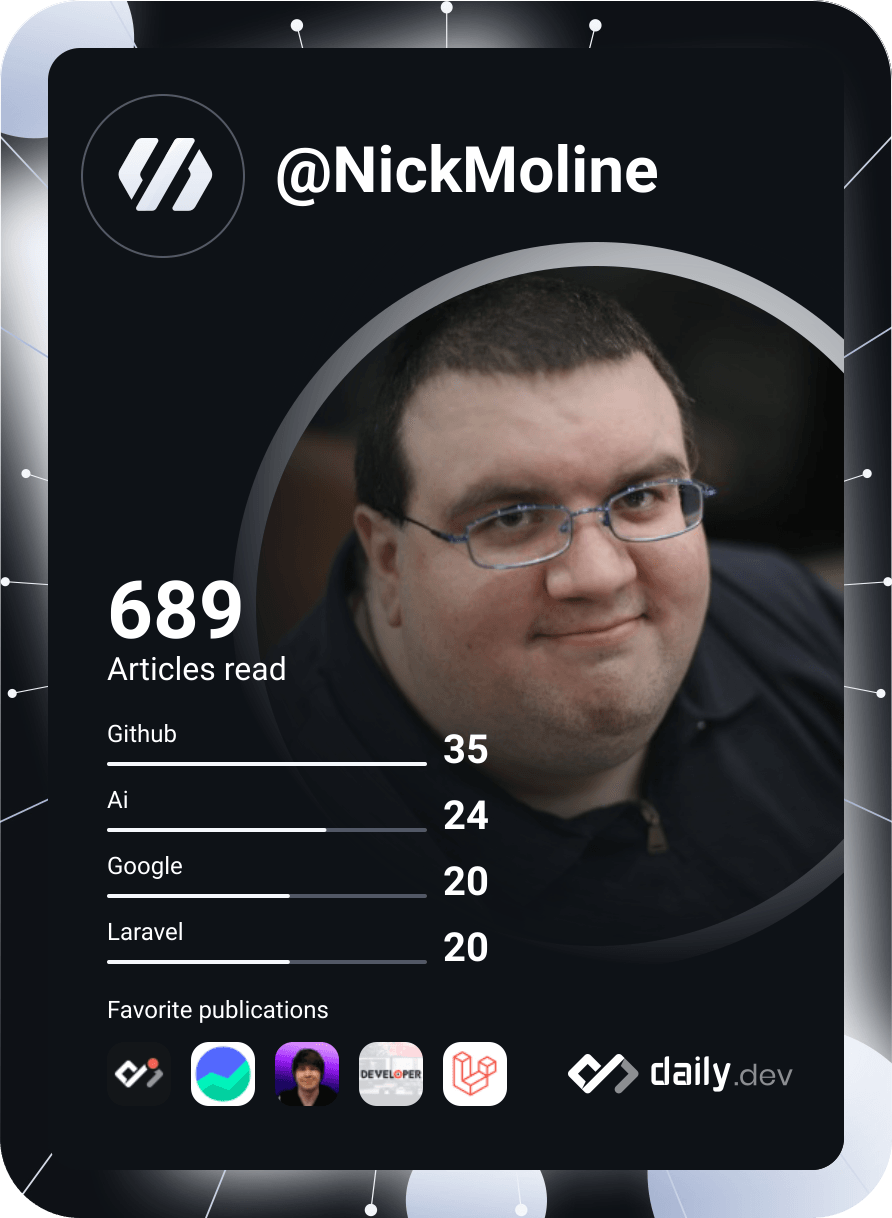 @NickMoline
689
Articles read
Github
35
Ai
24
Google
20
Laravel
20
Favorite publications
DEVELOPER
daily.dev